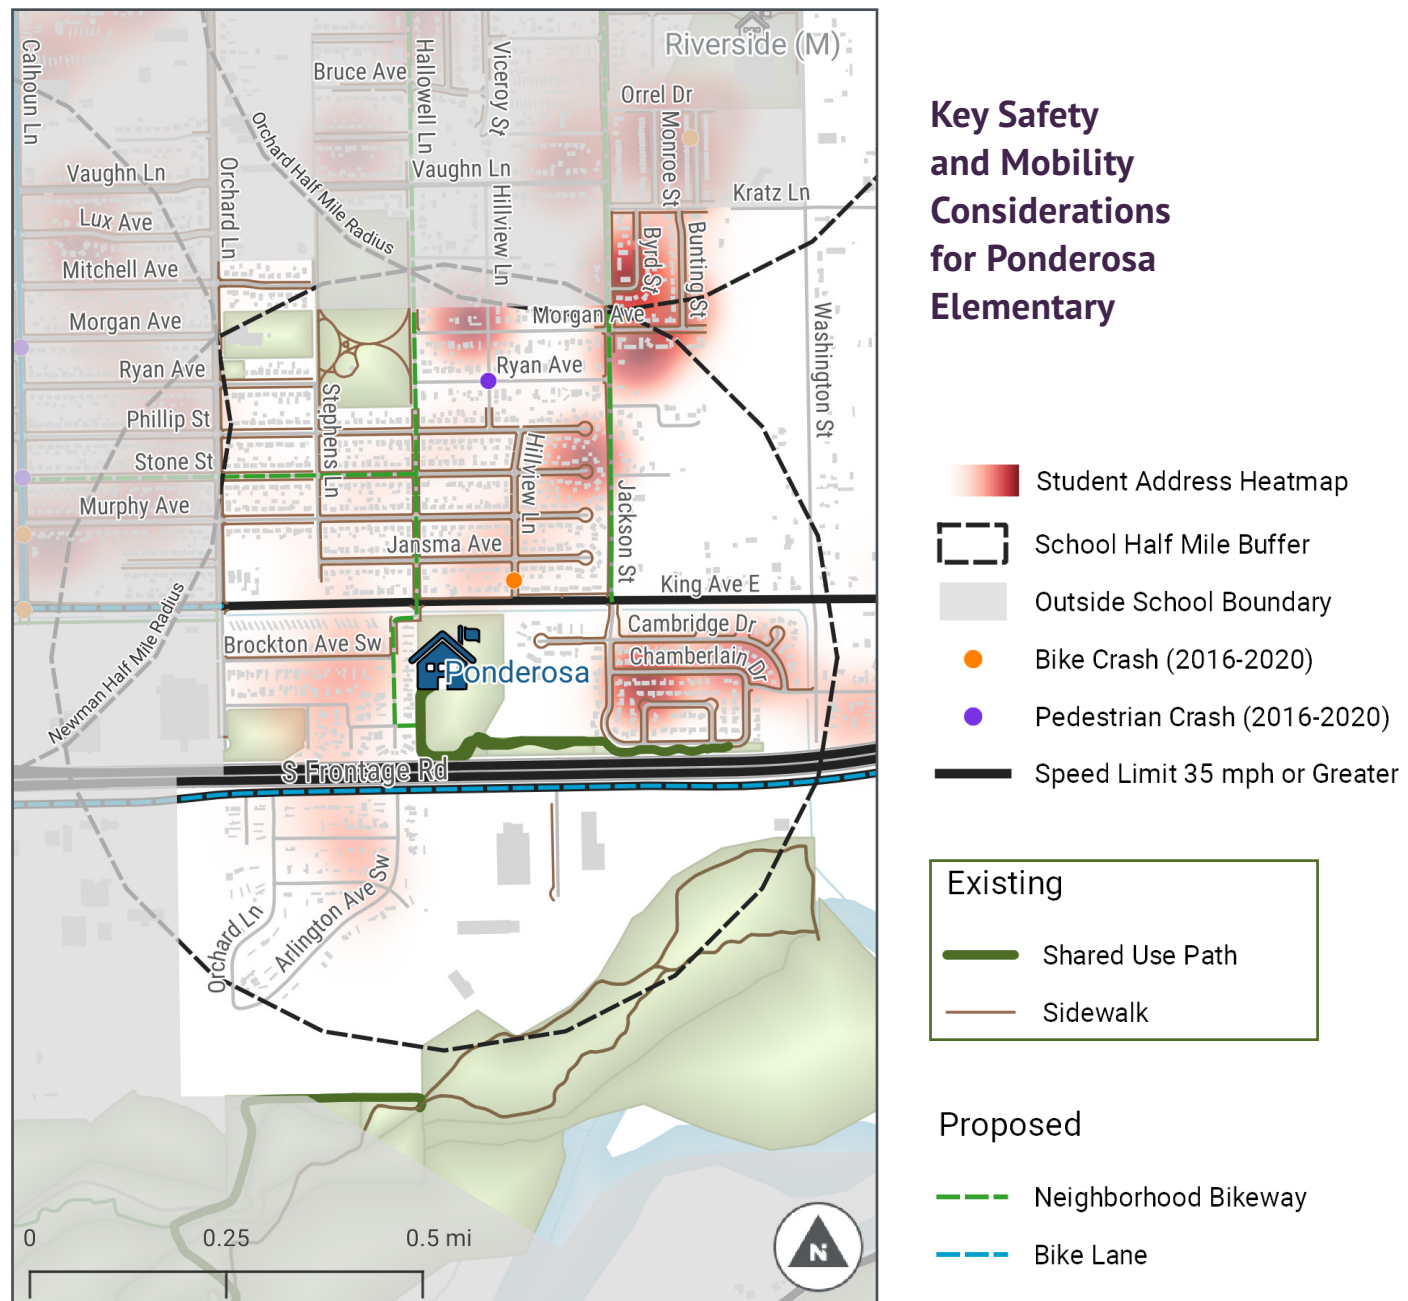 Key Safety
and Mobility
Considerations
for Ponderosa
Elementary
Riverside (M)
Calhoun Ln
Bruce Ave
Hallowell Ln
Viceroy St
Orrel Dr
Monroe St
Orchard Half Mile Radius
Vaughn Ln
Orchard Ln
Vaughn Ln
Hillview Ln
Kratz Ln
Lux Ave
Byrd St
Bunting St
Mitchell Ave
Morgan Ave
Morgan Ave
Washington St
Ryan Ave
Ryan Ave
Phillip St
Stephens Ln
Hillview Ln
Stone St
Jackson St
Murphy Ave
Jansma Ave
King Ave E
Newman Half Mile Radius
Brockton Ave Sw
Cambridge Dr
Chamberlain Dr
Ponderosa
S Frontage Rd
Orchard Ln
Arlington Ave Sw
0 0.25 0.5 mi
N
Student Address Heatmap
School Half Mile Buffer
Outside School Boundary
Bike Crash (2016-2020)
Pedestrian Crash (2016-2020)
Speed Limit 35 mph or Greater
Existing
Shared Use Path
Sidewalk
Proposed
Neighborhood Bikeway
Bike Lane